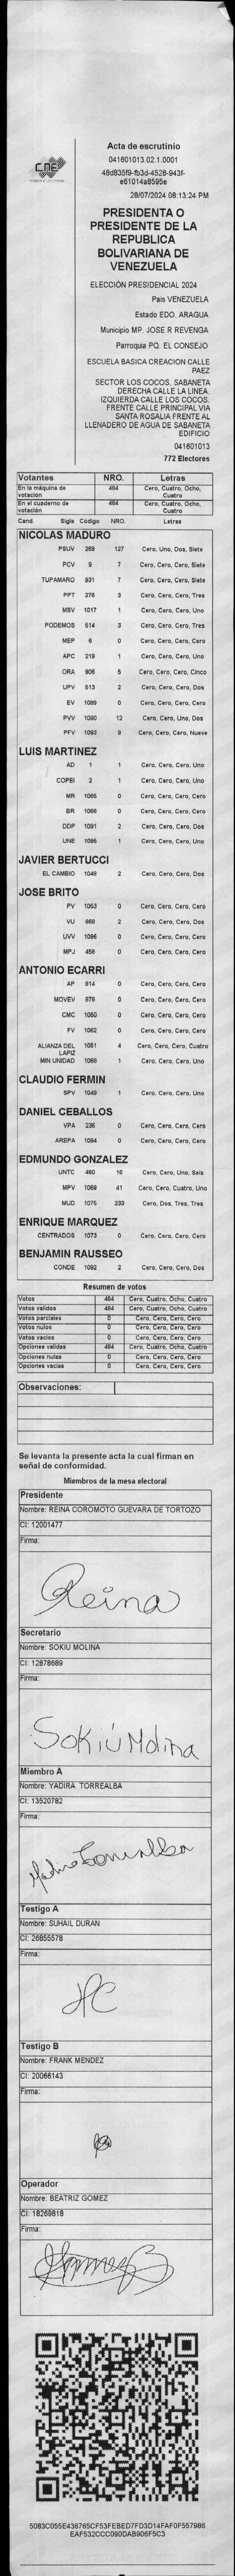 CNE
Acta de escrutinio
041601013.02.1.0001
48d835f9-fb3d-4528-943f-
e61014a8595e
28/07/2024 08:13:24 PM
PRESIDENTA O
PRESIDENTE DE LA
REPUBLICA
BOLIVARIANA DE
VENEZUELA
ELECCIÓN PRESIDENCIAL 2024
Pais VENEZUELA
Estado EDO. ARAGUA
Municipio MP. JOSE R REVENGA
Parroquia PQ. EL CONSEJO
ESCUELA BASICA CREACION CALLE
PAEZ
SECTOR LOS COCOS. SABANETA
DERECHA CALLE LA LINEA.
IZQUIERDA CALLE LOS COCOS.
FRENTE CALLE PRINCIPAL VIA
SANTA ROSALIA FRENTE AL
LLENADERO DE AGUA DE SABANETA
EDIFICIO
041601013
772 Electores
Votantes NRO. Letras
En la máquina de votación 484 Cero, Cuatro, Ocho, Cuatro
En el cuaderno de votación 484 Cero, Cuatro, Ocho, Cuatro
Cand. Sigla Código NRO. Letras
NICOLAS MADURO
PSUV 269 127 Cero, Uno, Dos, Siete
PCV 9 7 Cero, Cero, Cero, Siete
TUPAMARO 931 7 Cero, Cero, Cero, Siete
PPT 276 3 Cero, Cero, Cero, Tres
MSV 1017 1 Cero, Cero, Cero, Uno
PODEMOS 514 3 Cero, Cero, Cero, Tres
MEP 6 0 Cero, Cero, Cero, Cero
APC 219 1 Cero, Cero, Cero, Uno
ORA 906 5 Cero, Cero, Cero, Cinco
UPV 513 2 Cero, Cero, Cero, Dos
EV 1089 0 Cero, Cero, Cero, Cero
PVV 1090 12 Cero, Cero, Uno, Dos
PFV 1093 9 Cero, Cero, Cero, Nueve
LUIS MARTINEZ
AD 1 1 Cero, Cero, Cero, Uno
COPEI 2 1 Cero, Cero, Cero, Uno
MR 1065 0 Cero, Cero, Cero, Cero
BR 1066 0 Cero, Cero, Cero, Cero
DDP 1091 2 Cero, Cero, Cero, Dos
UNE 1095 1 Cero, Cero, Cero, Uno
JAVIER BERTUCCI
EL CAMBIO 1048 2 Cero, Cero, Cero, Dos
JOSE BRITO
PV 1053 0 Cero, Cero, Cero, Cero
VU 968 2 Cero, Cero, Cero, Dos
UVV 1096 0 Cero, Cero, Cero, Cero
MPJ 458 0 Cero, Cero, Cero, Cero
ANTONIO ECARRI
AP 814 0 Cero, Cero, Cero, Cero
MOVEV 878 0 Cero, Cero, Cero, Cero
CMC 1050 0 Cero, Cero, Cero, Cero
FV 1062 0 Cero, Cero, Cero, Cero
ALIANZA DEL LAPIZ 1051 4 Cero, Cero, Cero, Cuatro
MIN UNIDAD 1068 1 Cero, Cero, Cero, Uno
CLAUDIO FERMIN
SPV 1049 1 Cero, Cero, Cero, Uno
DANIEL CEBALLOS
VPA 236 0 Cero, Cero, Cero, Cero
AREPA 1094 0 Cero, Cero, Cero, Cero
EDMUNDO GONZALEZ
UNTC 460 16 Cero, Cero, Uno, Seis
MPV 1069 41 Cero, Cero, Cuatro, Uno
MUD 1075 233 Cero, Dos, Tres, Tres
ENRIQUE MARQUEZ
CENTRADOS 1073 0 Cero, Cero, Cero, Cero
BENJAMIN RAUSSEO
CONDE 1092 2 Cero, Cero, Cero, Dos
Resumen de votos
Votos 484 Cero, Cuatro, Ocho, Cuatro
Votos validos 484 Cero, Cuatro, Ocho, Cuatro
Votos parciales 0 Cero, Cero, Cero, Cero
Votos nulos 0 Cero, Cero, Cero, Cero
Votos vacios 0 Cero, Cero, Cero, Cero
Opciones validas 484 Cero, Cuatro, Ocho, Cuatro
Opciones nulas 0 Cero, Cero, Cero, Cero
Opciones vacias 0 Cero, Cero, Cero, Cero
Observaciones:
Se levanta la presente acta la cual firman en
señal de conformidad.
Miembros de la mesa electoral
Presidente
Nombre: REINA COROMOTO GUEVARA DE TORTOZO
CI: 12001477
Firma:
Reina
Secretario
Nombre: SOKIU MOLINA
CI: 12878689
Firma:
Sokiú Molina
Miembro A
Nombre: YADIRA TORREALBA
CI: 13520782
Firma:
Testigo A
Nombre: SUHAIL DURAN
CI: 26855578
Firma:
Testigo B
Nombre: FRANK MENDEZ
CI: 20066143
Firma:
Operador
Nombre: BEATRIZ GOMEZ
CI: 18269818
Firma:
5083C055E436765CF53FEBED7FD3D14FAF0F557986
EAF532CCC090DAB906F5C3